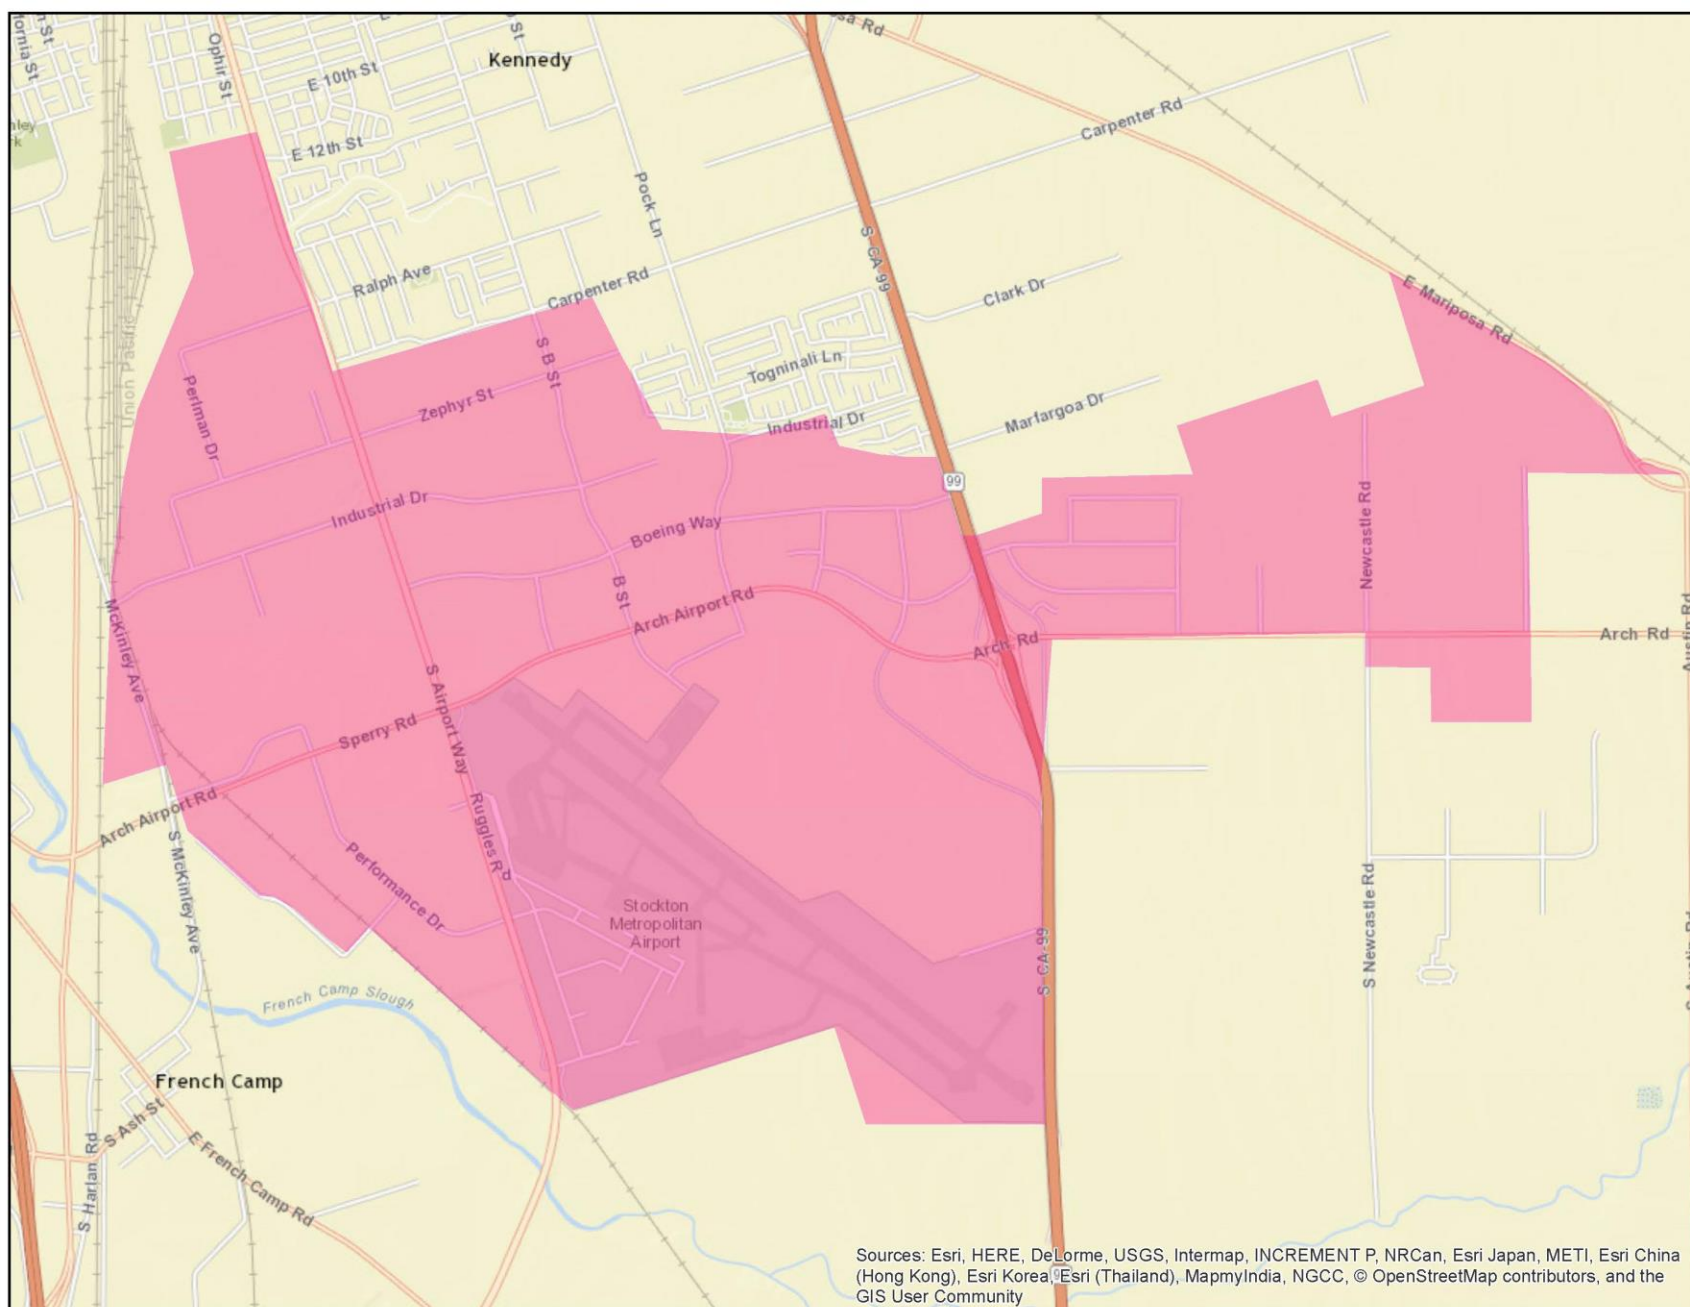 Ophir St
E 10th St
Kennedy
E 12th St
Pock Ln
Carpenter Rd
S CA-99
Ralph Ave
Carpenter Rd
Clark Dr
E Mariposa Rd
Union Pacific
S B St
Togninali Ln
Perlman Dr
Zephyr St
Industrial Dr
Marfargoa Dr
99
Industrial Dr
Boeing Way
Newcastle Rd
B St
Arch Airport Rd
McKinley Ave
Arch Rd
Arch Rd
Austin Rd
S Airport Way
Sperry Rd
Arch Airport Rd
Ruggles Rd
S McKinley Ave
Performance Dr
Stockton
Metropolitan
Airport
S CA-99
S Newcastle Rd
French Camp Slough
French Camp
S Ash St
S Harlan Rd
E French Camp Rd
Sources: Esri, HERE, DeLorme, USGS, Intermap, INCREMENT P, NRCan, Esri Japan, METI, Esri China
(Hong Kong), Esri Korea, Esri (Thailand), MapmyIndia, NGCC, © OpenStreetMap contributors, and the
GIS User Community